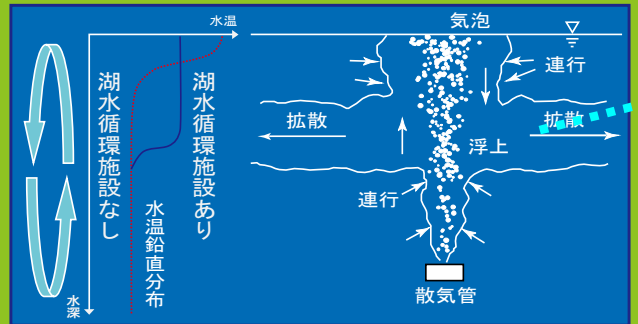 水温
湖水循環施設なし
湖水循環施設あり
水温鉛直分布
水深
気泡
連行
拡散
拡散
浮上
連行
散気管